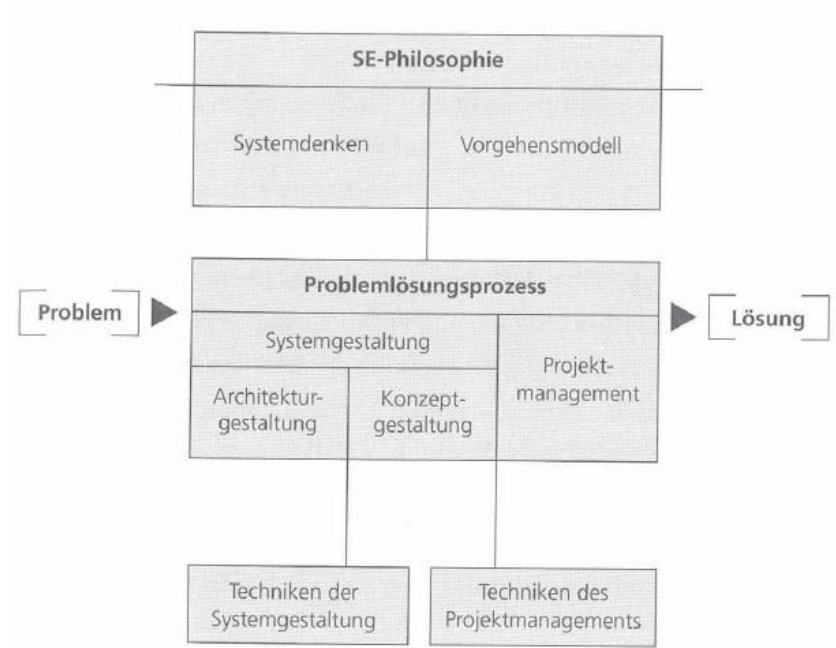 SE-Philosophie
Systemdenken
Vorgehensmodell
Problemlösungsprozess
Problem
Lösung
Systemgestaltung
Projekt-
management
Architektur-
gestaltung
Konzept-
gestaltung
Techniken der
Systemgestaltung
Techniken des
Projektmanagements